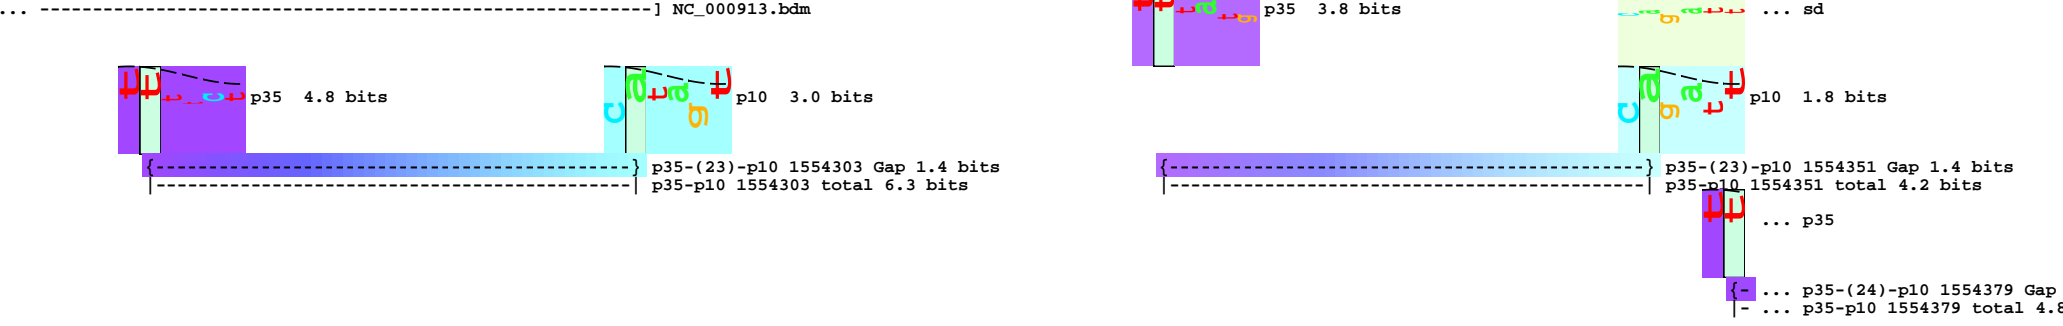 ... ----------------------------------------------------------] NC_000913.bdm
p35 3.8 bits
... sd
t t t t c t p35 4.8 bits
c a t a g t p10 3.0 bits
c a g a t t p10 1.8 bits
{---------------------------------------------} p35-(23)-p10 1554303 Gap 1.4 bits
|---------------------------------------------| p35-p10 1554303 total 6.3 bits
{---------------------------------------------} p35-(23)-p10 1554351 Gap 1.4 bits
|---------------------------------------------| p35-p10 1554351 total 4.2 bits
t t ... p35
{- ... p35-(24)-p10 1554379 Gap
|- ... p35-p10 1554379 total 4.8